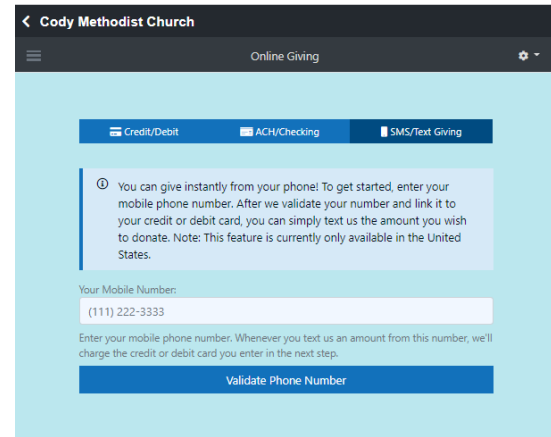 Cody Methodist Church
Online Giving
Credit/Debit
ACH/Checking
SMS/Text Giving
You can give instantly from your phone! To get started, enter your
mobile phone number. After we validate your number and link it to
your credit or debit card, you can simply text us the amount you wish
to donate. Note: This feature is currently only available in the United
States.
Your Mobile Number:
(111) 222-3333
Enter your mobile phone number. Whenever you text us an amount from this number, we'll
charge the credit or debit card you enter in the next step.
Validate Phone Number